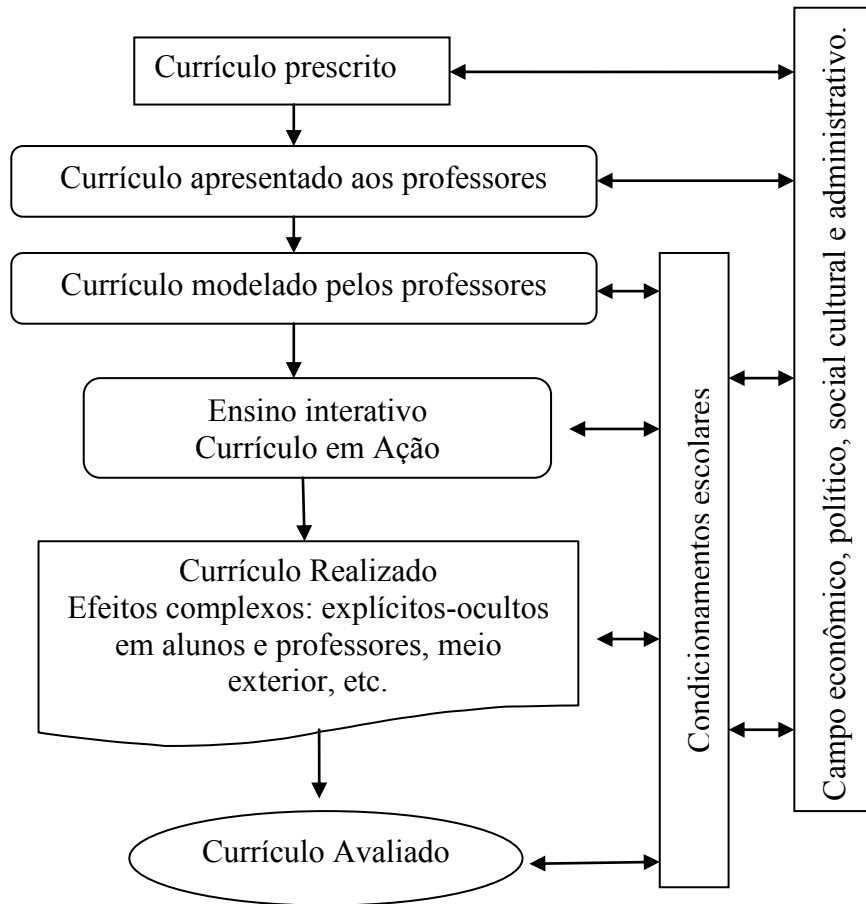 Currículo prescrito
Currículo apresentado aos professores
Currículo modelado pelos professores
Ensino interativo
Currículo em Ação
Currículo Realizado
Efeitos complexos: explícitos-ocultos
em alunos e professores, meio
exterior, etc.
Currículo Avaliado
Condicionamentos escolares
Campo econômico, político, social cultural e administrativo.